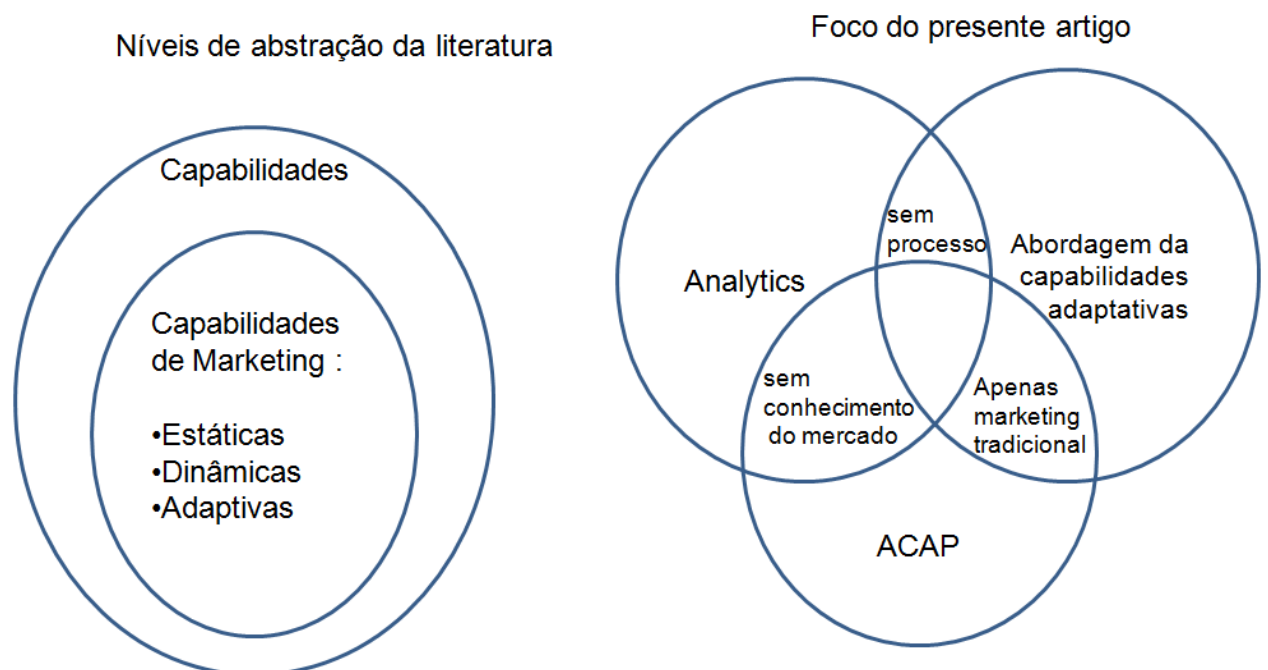 Níveis de abstração da literatura
Capabilidades
Capabilidades
de Marketing :
•Estáticas
•Dinâmicas
•Adaptivas
Foco do presente artigo
Analytics
sem
processo
Abordagem da
capabilidades
adaptativas
sem
conhecimento
do mercado
Apenas
marketing
tradicional
ACAP